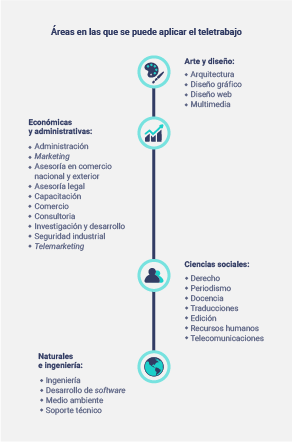 Áreas en las que se puede aplicar el teletrabajo
Arte y diseño:
Arquitectura
Diseño gráfico
Diseño web
Multimedia
Económicas
y administrativas:
Administración
Marketing
Asesoría en comercio
nacional y exterior
Asesoría legal
Capacitación
Comercio
Consultoria
Investigación y desarrollo
Seguridad industrial
Telemarketing
Ciencias sociales:
Derecho
Periodismo
Docencia
Traducciones
Edición
Recursos humanos
Telecomunicaciones
Naturales
e ingeniería:
Ingeniería
Desarrollo de software
Medio ambiente
Soporte técnico